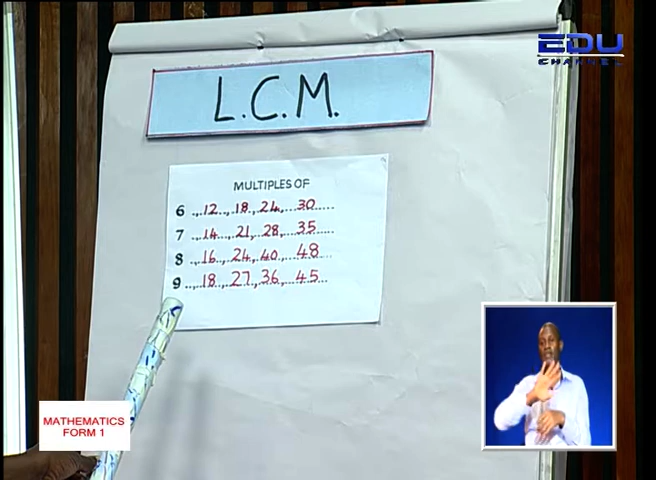 EDU
CHANNEL
L.C.M.
MULTIPLES OF
6 ..,12..,18,24,...30.....
7 ...14...,21,.28,...35.....
8 ...16..,24,40,...48...
9 ..,.18..,27,36,...45...
MATHEMATICS
FORM 1